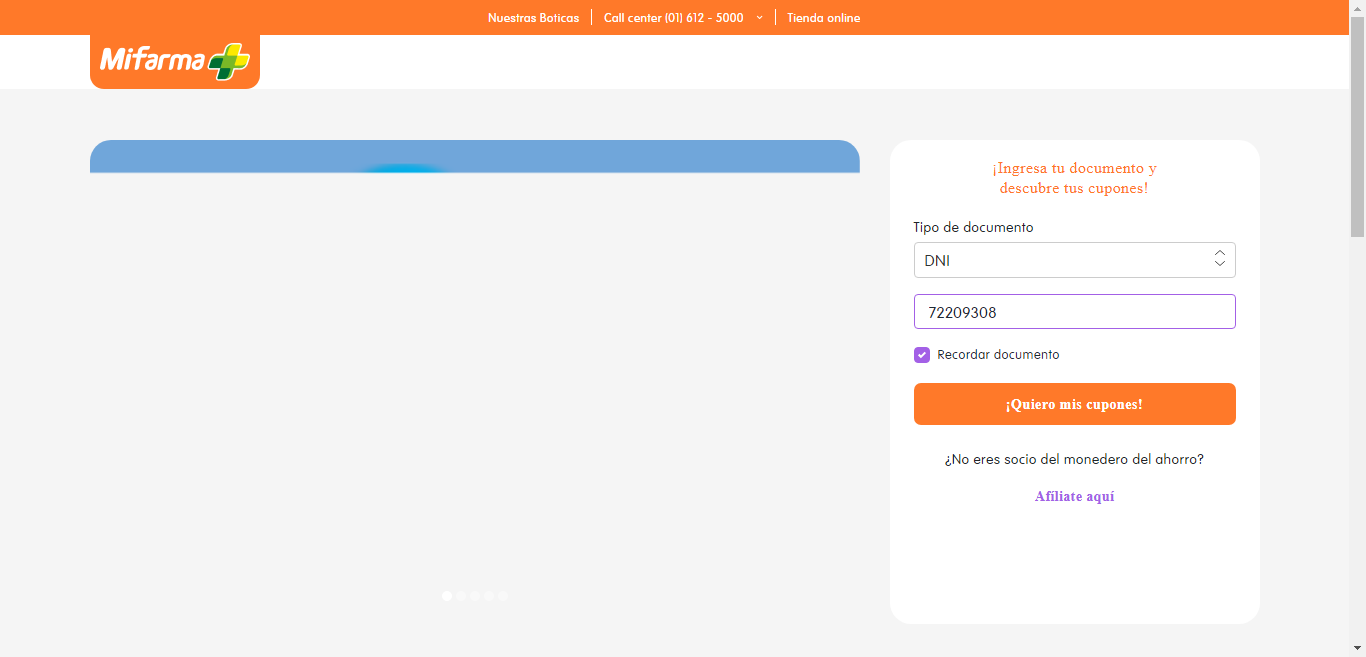 Nuestras Boticas
Call center (01) 612 - 5000
Tienda online
Mifarma
¡Ingresa tu documento y
descubre tus cupones!
Tipo de documento
DNI
72209308
Recordar documento
¡Quiero mis cupones!
¿No eres socio del monedero del ahorro?
Afíliate aquí